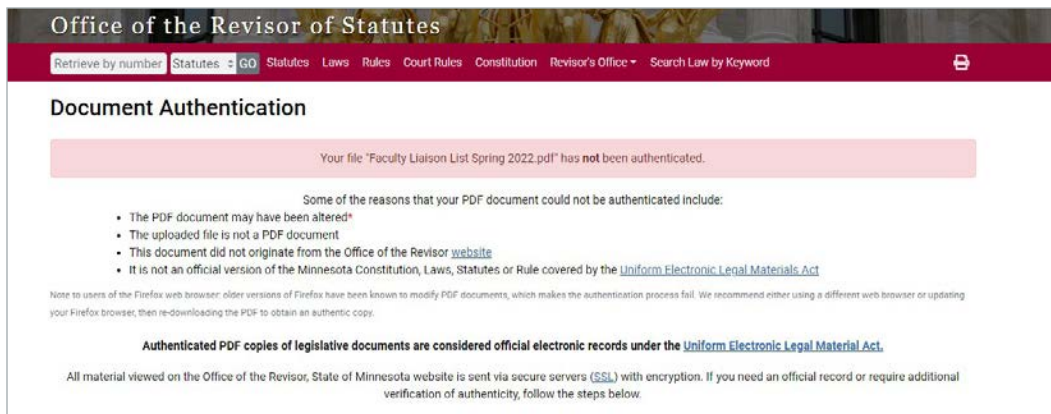 Office of the Revisor of Statutes
Retrieve by number Statutes GO Statutes Laws Rules Court Rules Constitution Revisor's Office Search Law by Keyword
Document Authentication
Your file "Faculty Liaison List Spring 2022.pdf" has not been authenticated.
Some of the reasons that your PDF document could not be authenticated include:
• The PDF document may have been altered*
• The uploaded file is not a PDF document
• This document did not originate from the Office of the Revisor website
• It is not an official version of the Minnesota Constitution, Laws, Statutes or Rule covered by the Uniform Electronic Legal Materials Act
Note to users of the Firefox web browser: older versions of Firefox have been known to modify PDF documents, which makes the authentication process fail. We recommend either using a different web browser or updating
your Firefox browser, then re-downloading the PDF to obtain an authentic copy.
Authenticated PDF copies of legislative documents are considered official electronic records under the Uniform Electronic Legal Material Act.
All material viewed on the Office of the Revisor, State of Minnesota website is sent via secure servers (SSL) with encryption. If you need an official record or require additional
verification of authenticity, follow the steps below.